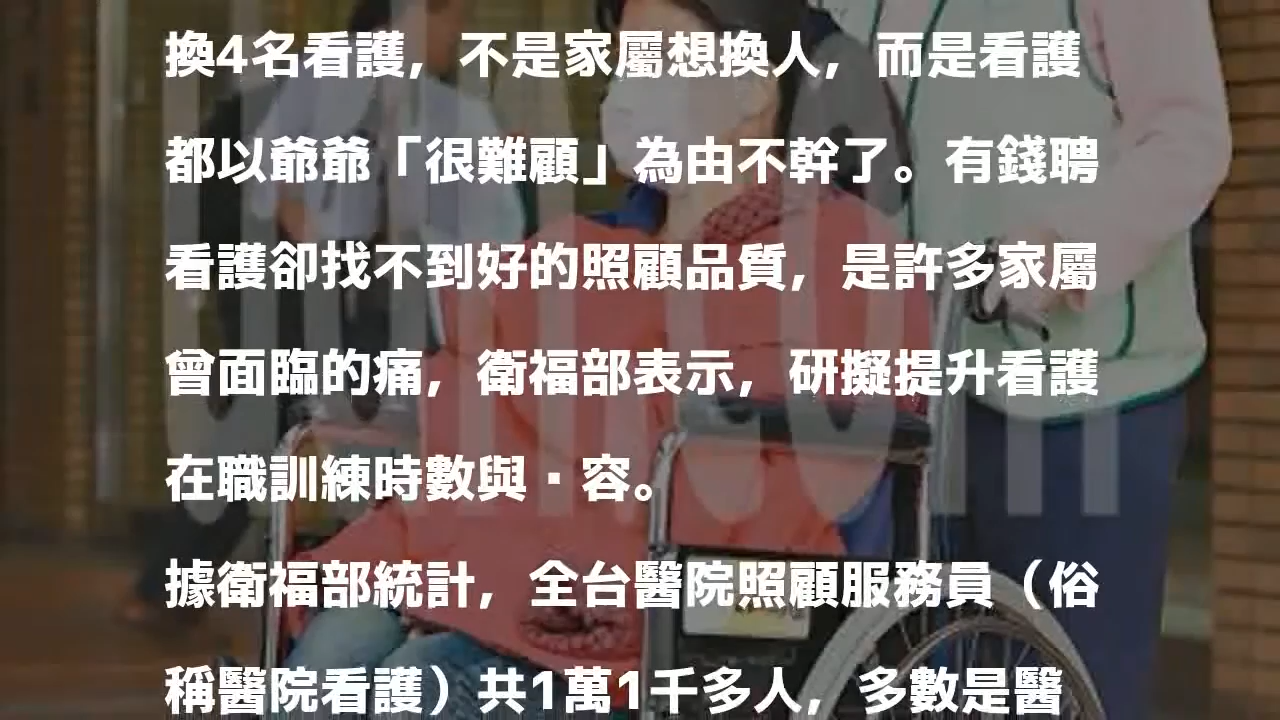 換4名看護，不是家屬想換人，而是看護
都以爺爺「很難顧」為由不幹了。有錢聘
看護卻找不到好的照顧品質，是許多家屬
曾面臨的痛，衛福部表示，研擬提升看護
在職訓練時數與▪容。
據衛福部統計，全台醫院照顧服務員（俗
稱醫院看護）共1萬1千多人，多數是醫